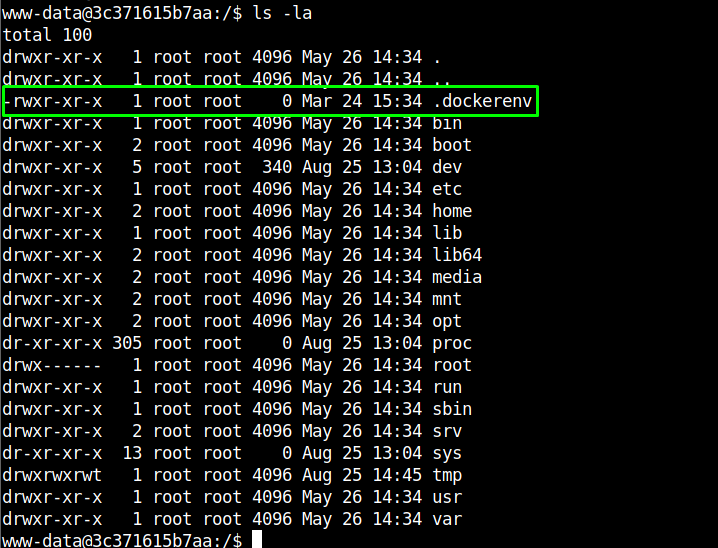 www-data@3c371615b7aa:/$ ls -la
total 100
drwxr-xr-x   1 root root 4096 May 26 14:34 .
drwxr-xr-x   1 root root 4096 May 26 14:34 ..
-rwxr-xr-x   1 root root    0 Mar 24 15:34 .dockerenv
drwxr-xr-x   1 root root 4096 May 26 14:34 bin
drwxr-xr-x   2 root root 4096 May 26 14:34 boot
drwxr-xr-x   5 root root  340 Aug 25 13:04 dev
drwxr-xr-x   1 root root 4096 May 26 14:34 etc
drwxr-xr-x   2 root root 4096 May 26 14:34 home
drwxr-xr-x   1 root root 4096 May 26 14:34 lib
drwxr-xr-x   2 root root 4096 May 26 14:34 lib64
drwxr-xr-x   2 root root 4096 May 26 14:34 media
drwxr-xr-x   2 root root 4096 May 26 14:34 mnt
drwxr-xr-x   2 root root 4096 May 26 14:34 opt
dr-xr-xr-x 305 root root    0 Aug 25 13:04 proc
drwx------   1 root root 4096 May 26 14:34 root
drwxr-xr-x   1 root root 4096 May 26 14:34 run
drwxr-xr-x   1 root root 4096 May 26 14:34 sbin
drwxr-xr-x   2 root root 4096 May 26 14:34 srv
dr-xr-xr-x  13 root root    0 Aug 25 13:04 sys
drwxrwxrwt   1 root root 4096 Aug 25 14:45 tmp
drwxr-xr-x   1 root root 4096 May 26 14:34 usr
drwxr-xr-x   1 root root 4096 May 26 14:34 var
www-data@3c371615b7aa:/$